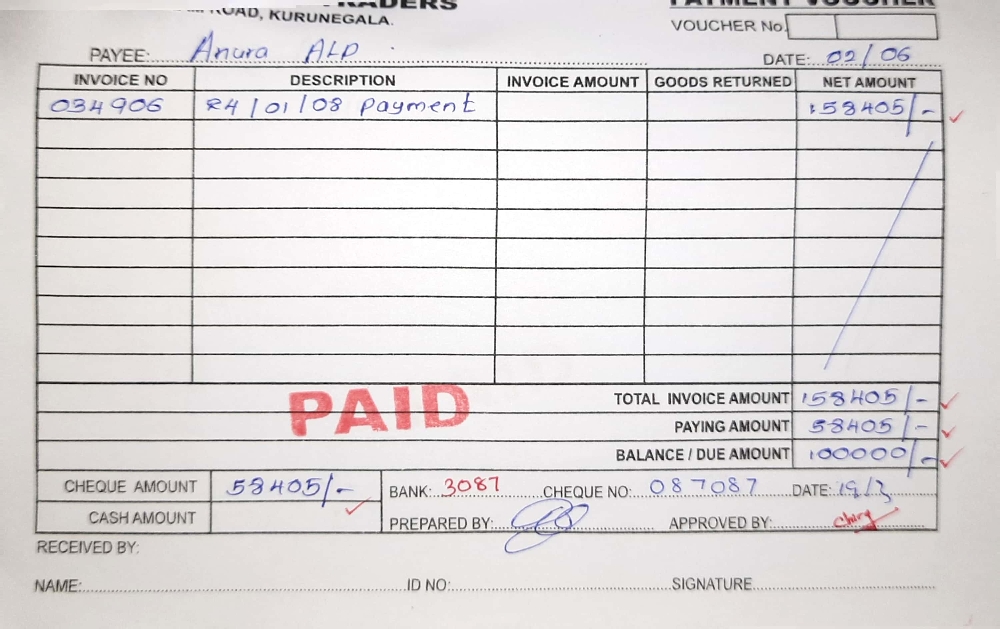 TRADERS
ROAD, KURUNEGALA.
PAYMENT VOUCHER
VOUCHER No.
PAYEE: Anura ALP
DATE: 02/06
INVOICE NO DESCRIPTION INVOICE AMOUNT GOODS RETURNED NET AMOUNT
034906 24/01/08 Payment 158405/-
PAID
TOTAL INVOICE AMOUNT 158405/-
PAYING AMOUNT 58405/-
BALANCE / DUE AMOUNT 100000/-
CHEQUE AMOUNT 58405/- BANK: 3087 CHEQUE NO: 087087 DATE: 19/3
CASH AMOUNT PREPARED BY: APPROVED BY:
RECEIVED BY:
NAME: ID NO: SIGNATURE